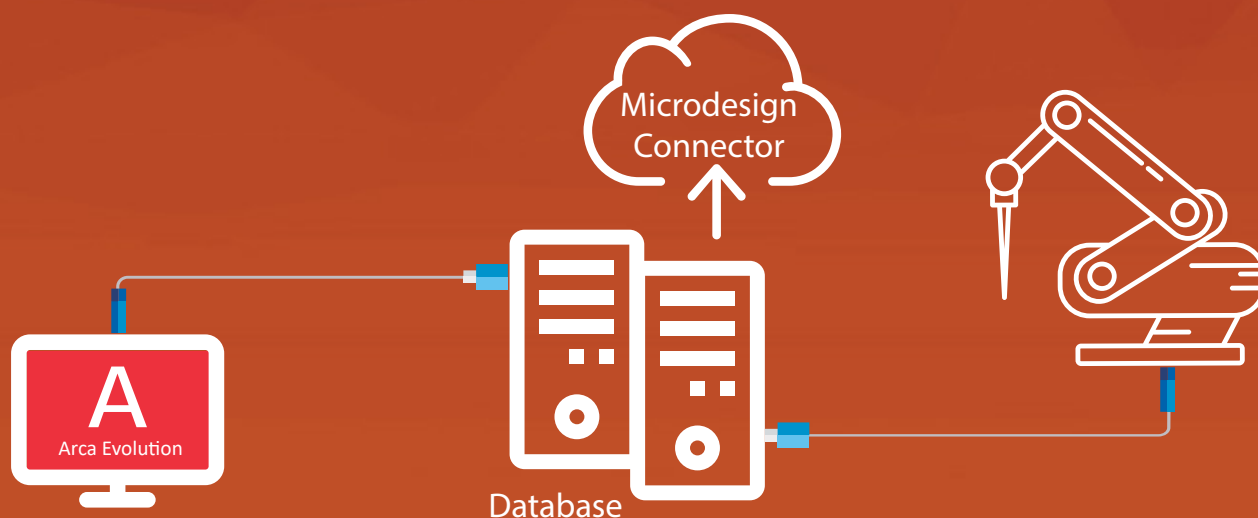 Microdesign
Connector
A
Arca Evolution
Database